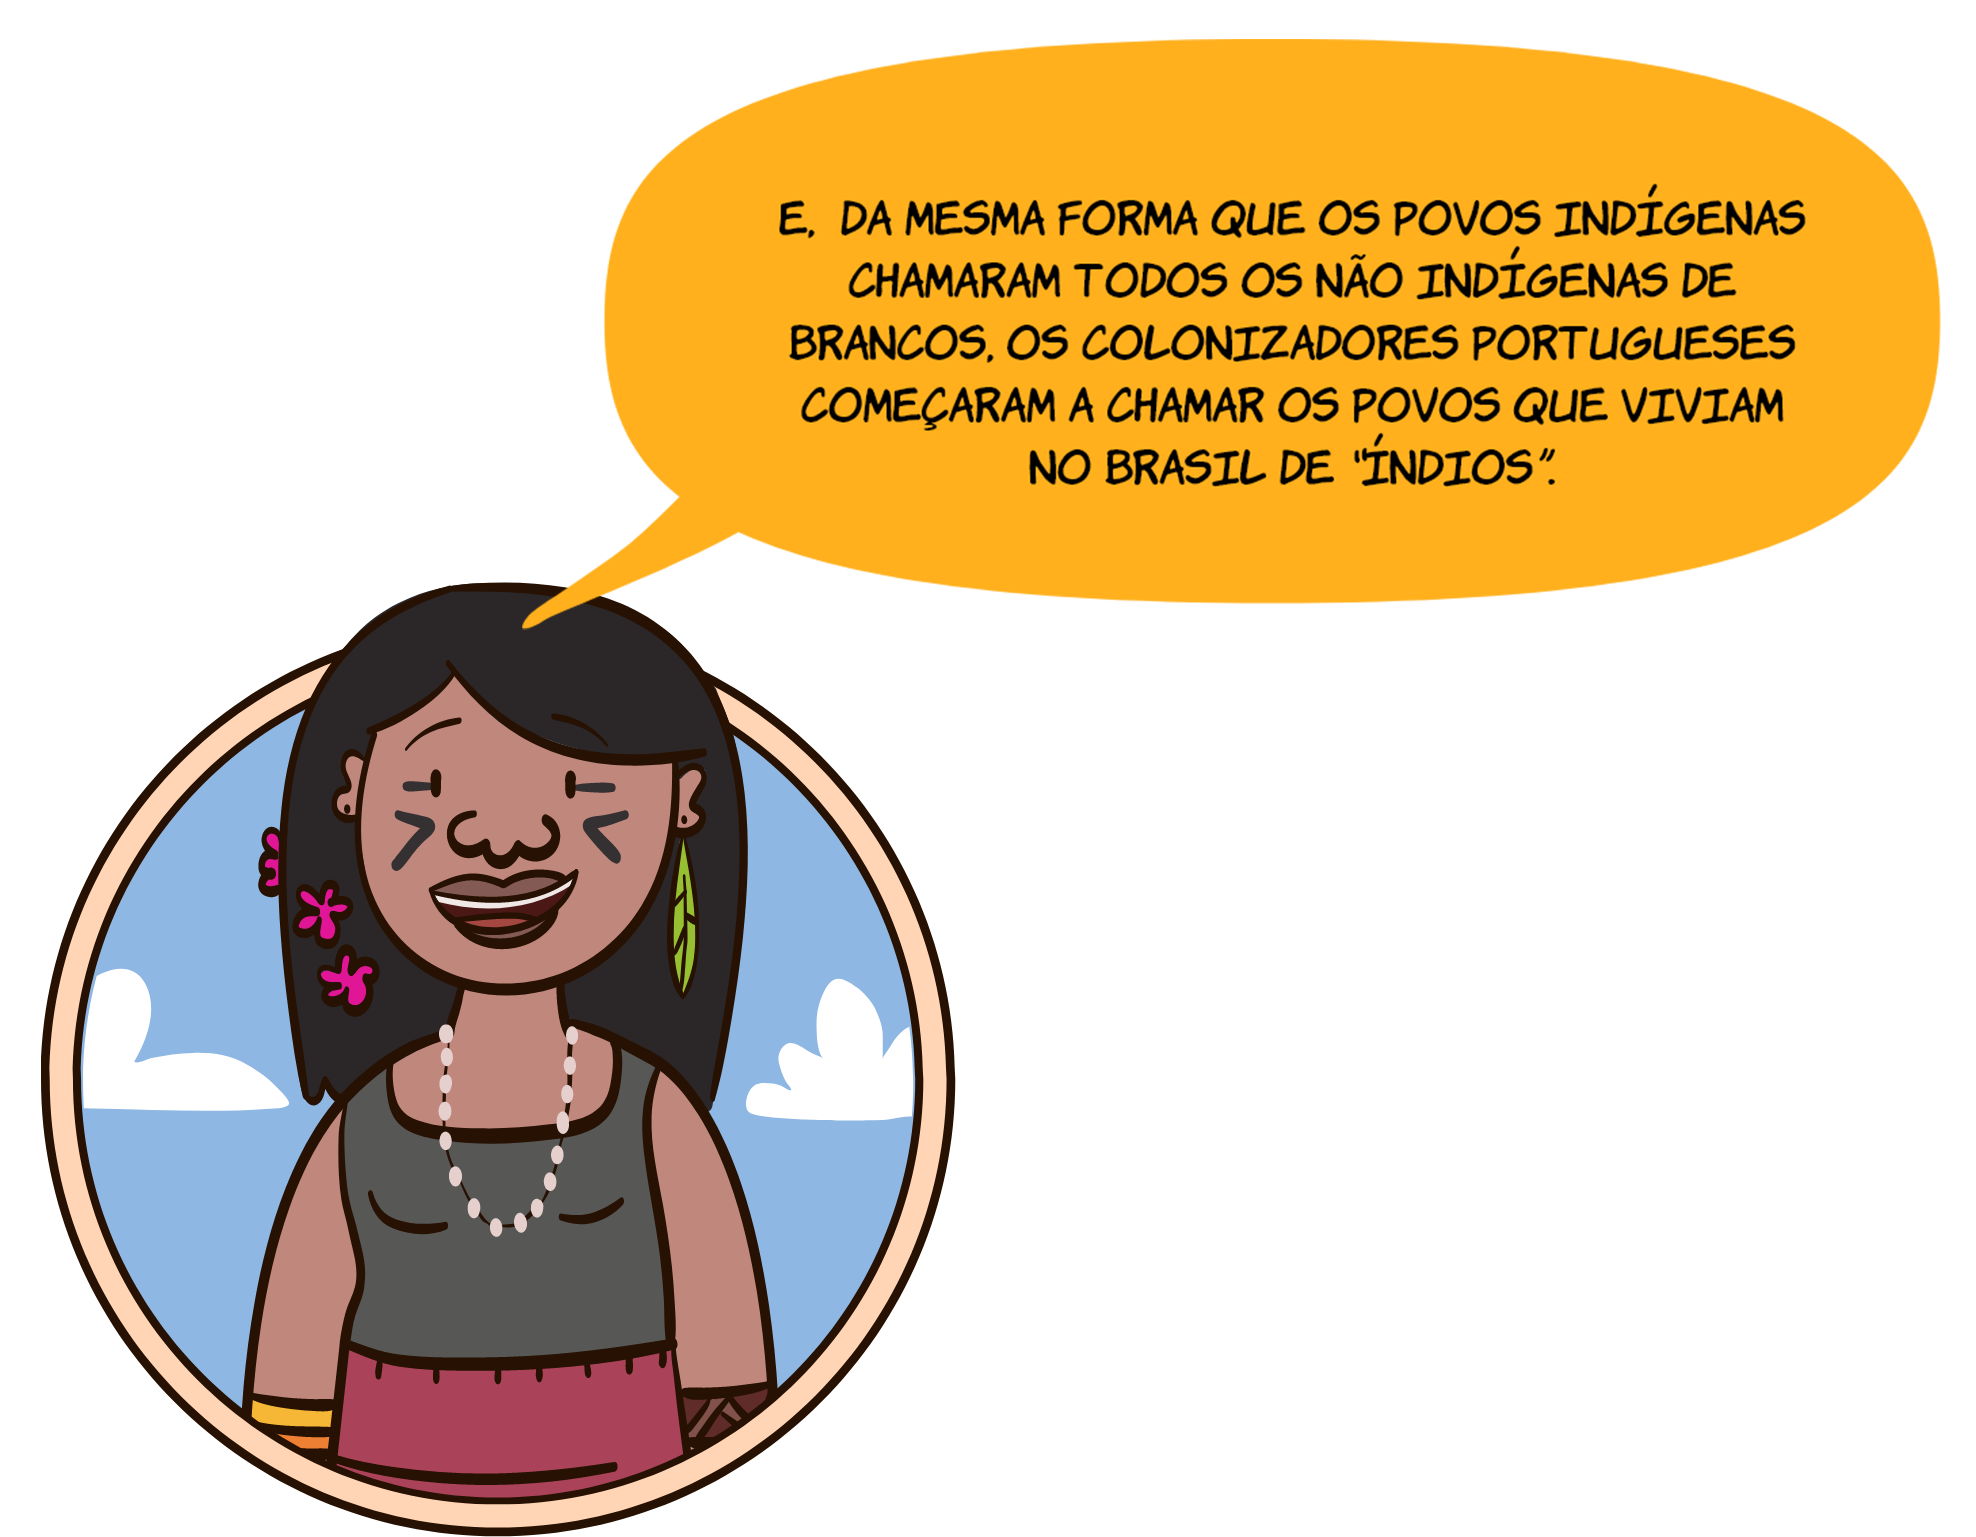 E, DA MESMA FORMA QUE OS POVOS INDÍGENAS
CHAMARAM TODOS OS NÃO INDÍGENAS DE
BRANCOS, OS COLONIZADORES PORTUGUESES
COMEÇARAM A CHAMAR OS POVOS QUE VIVIAM
NO BRASIL DE “ÍNDIOS”.